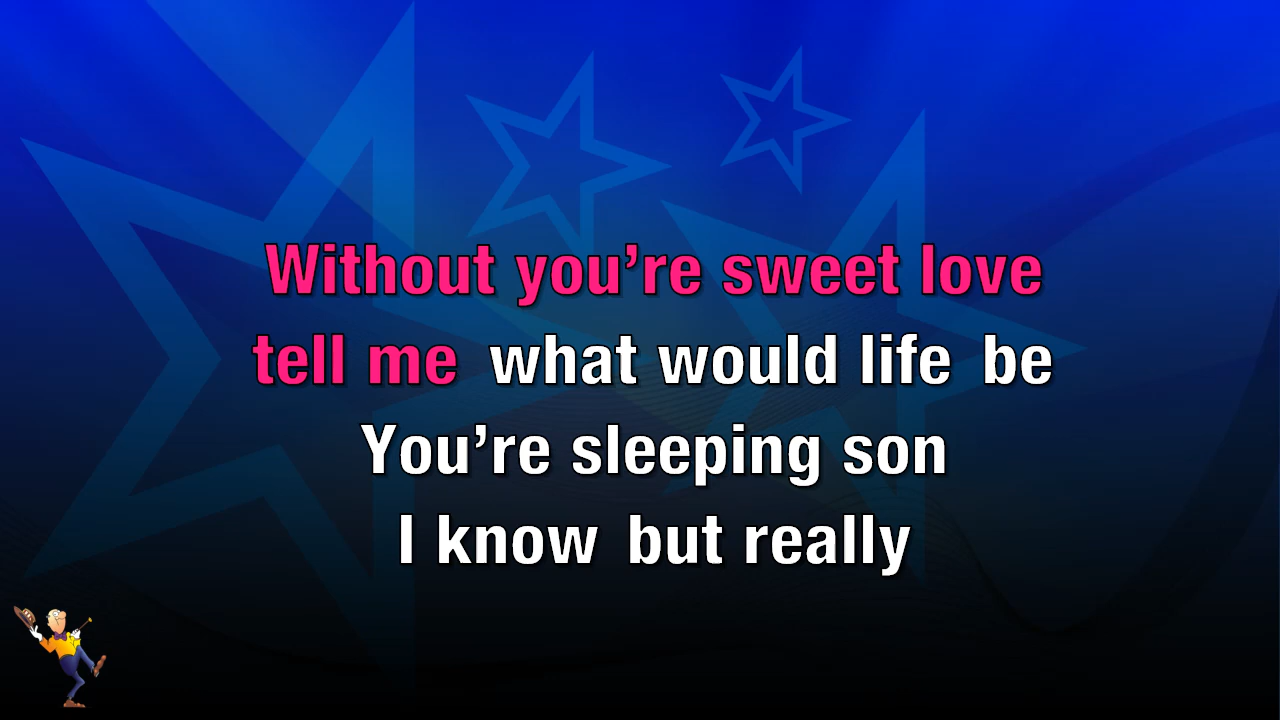 Without you’re sweet love
tell me what would life be
You’re sleeping son
I know but really